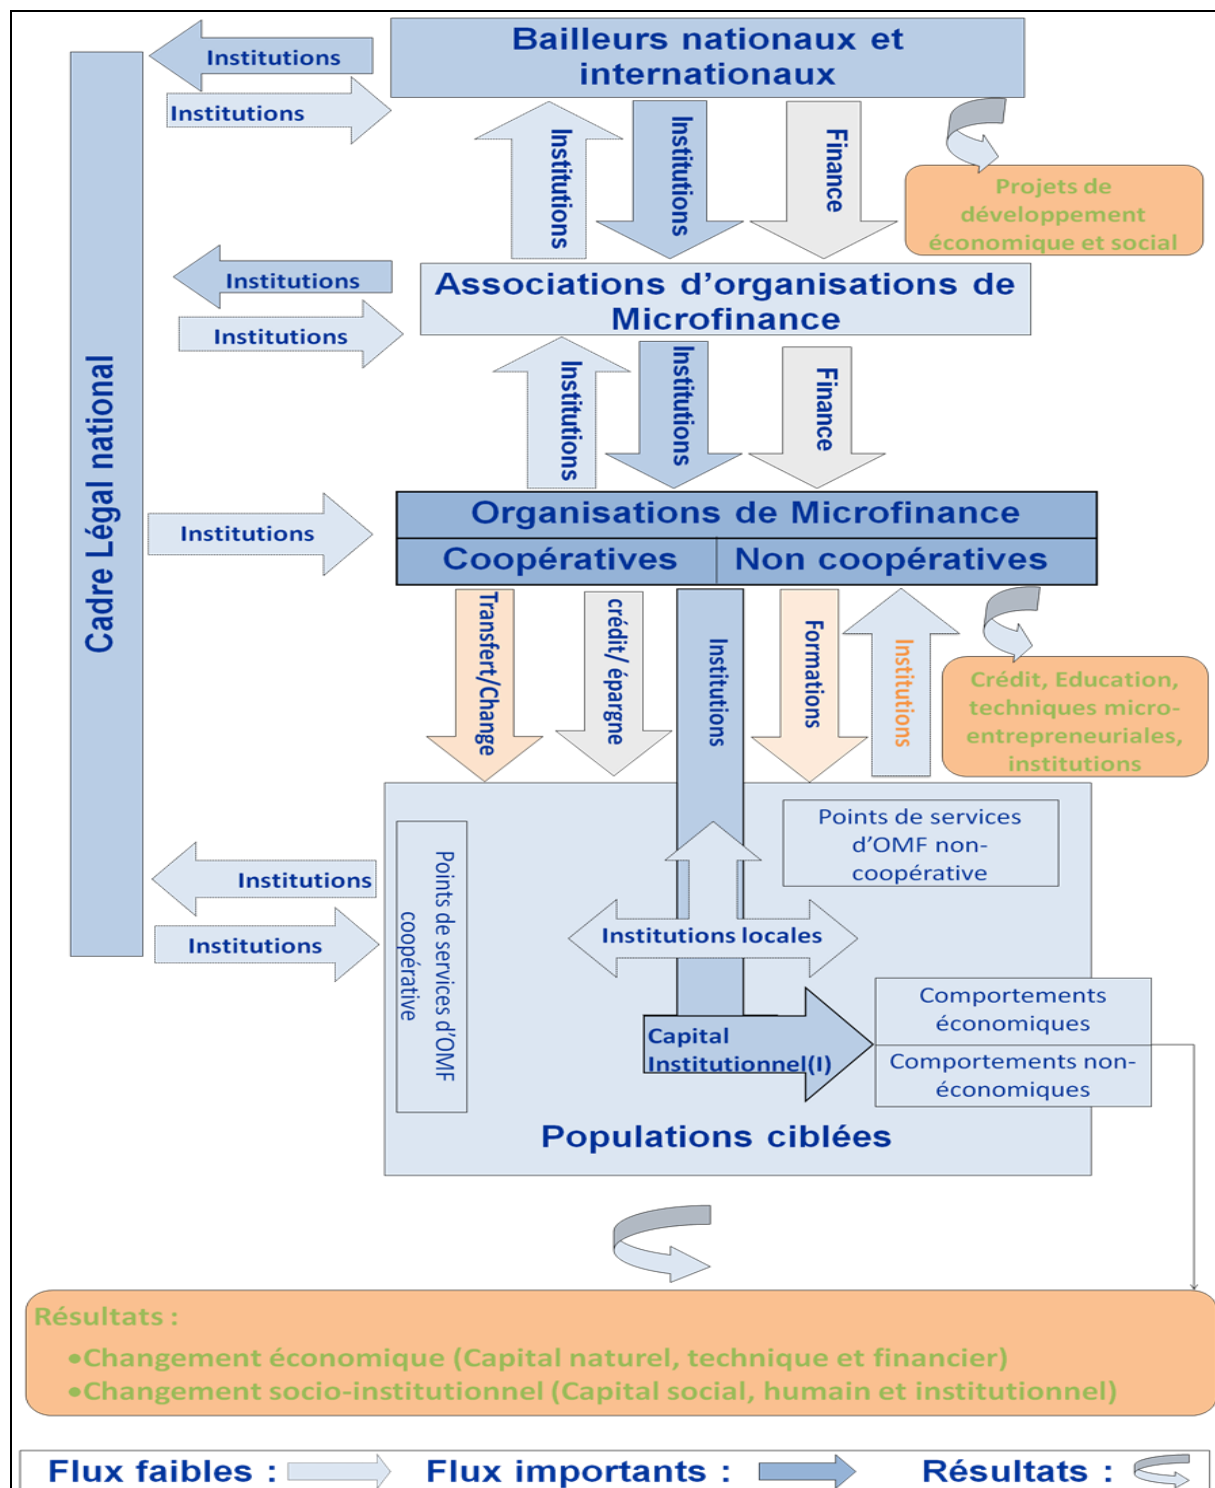 Bailleurs nationaux et
internationaux
Institutions
Institutions
Institutions
Institutions
Finance
Projets de
développement
économique et social
Institutions
Institutions
Associations d’organisations de
Microfinance
Cadre Légal national
Institutions
Institutions
Finance
Institutions
Organisations de Microfinance
Coopératives
Non coopératives
Transfert/Change
crédit/ épargne
Institutions
Formations
Institutions
Crédit, Education,
techniques micro-
entrepreneuriales,
institutions
Points de services
d’OMF non-
coopérative
Points de services d’OMF
coopérative
Institutions
Institutions
Institutions locales
Capital
Institutionnel(I)
Comportements
économiques
Comportements non-
économiques
Populations ciblées
Résultats :
•Changement économique (Capital naturel, technique et financier)
•Changement socio-institutionnel (Capital social, humain et institutionnel)
Flux faibles : Flux importants : Résultats :